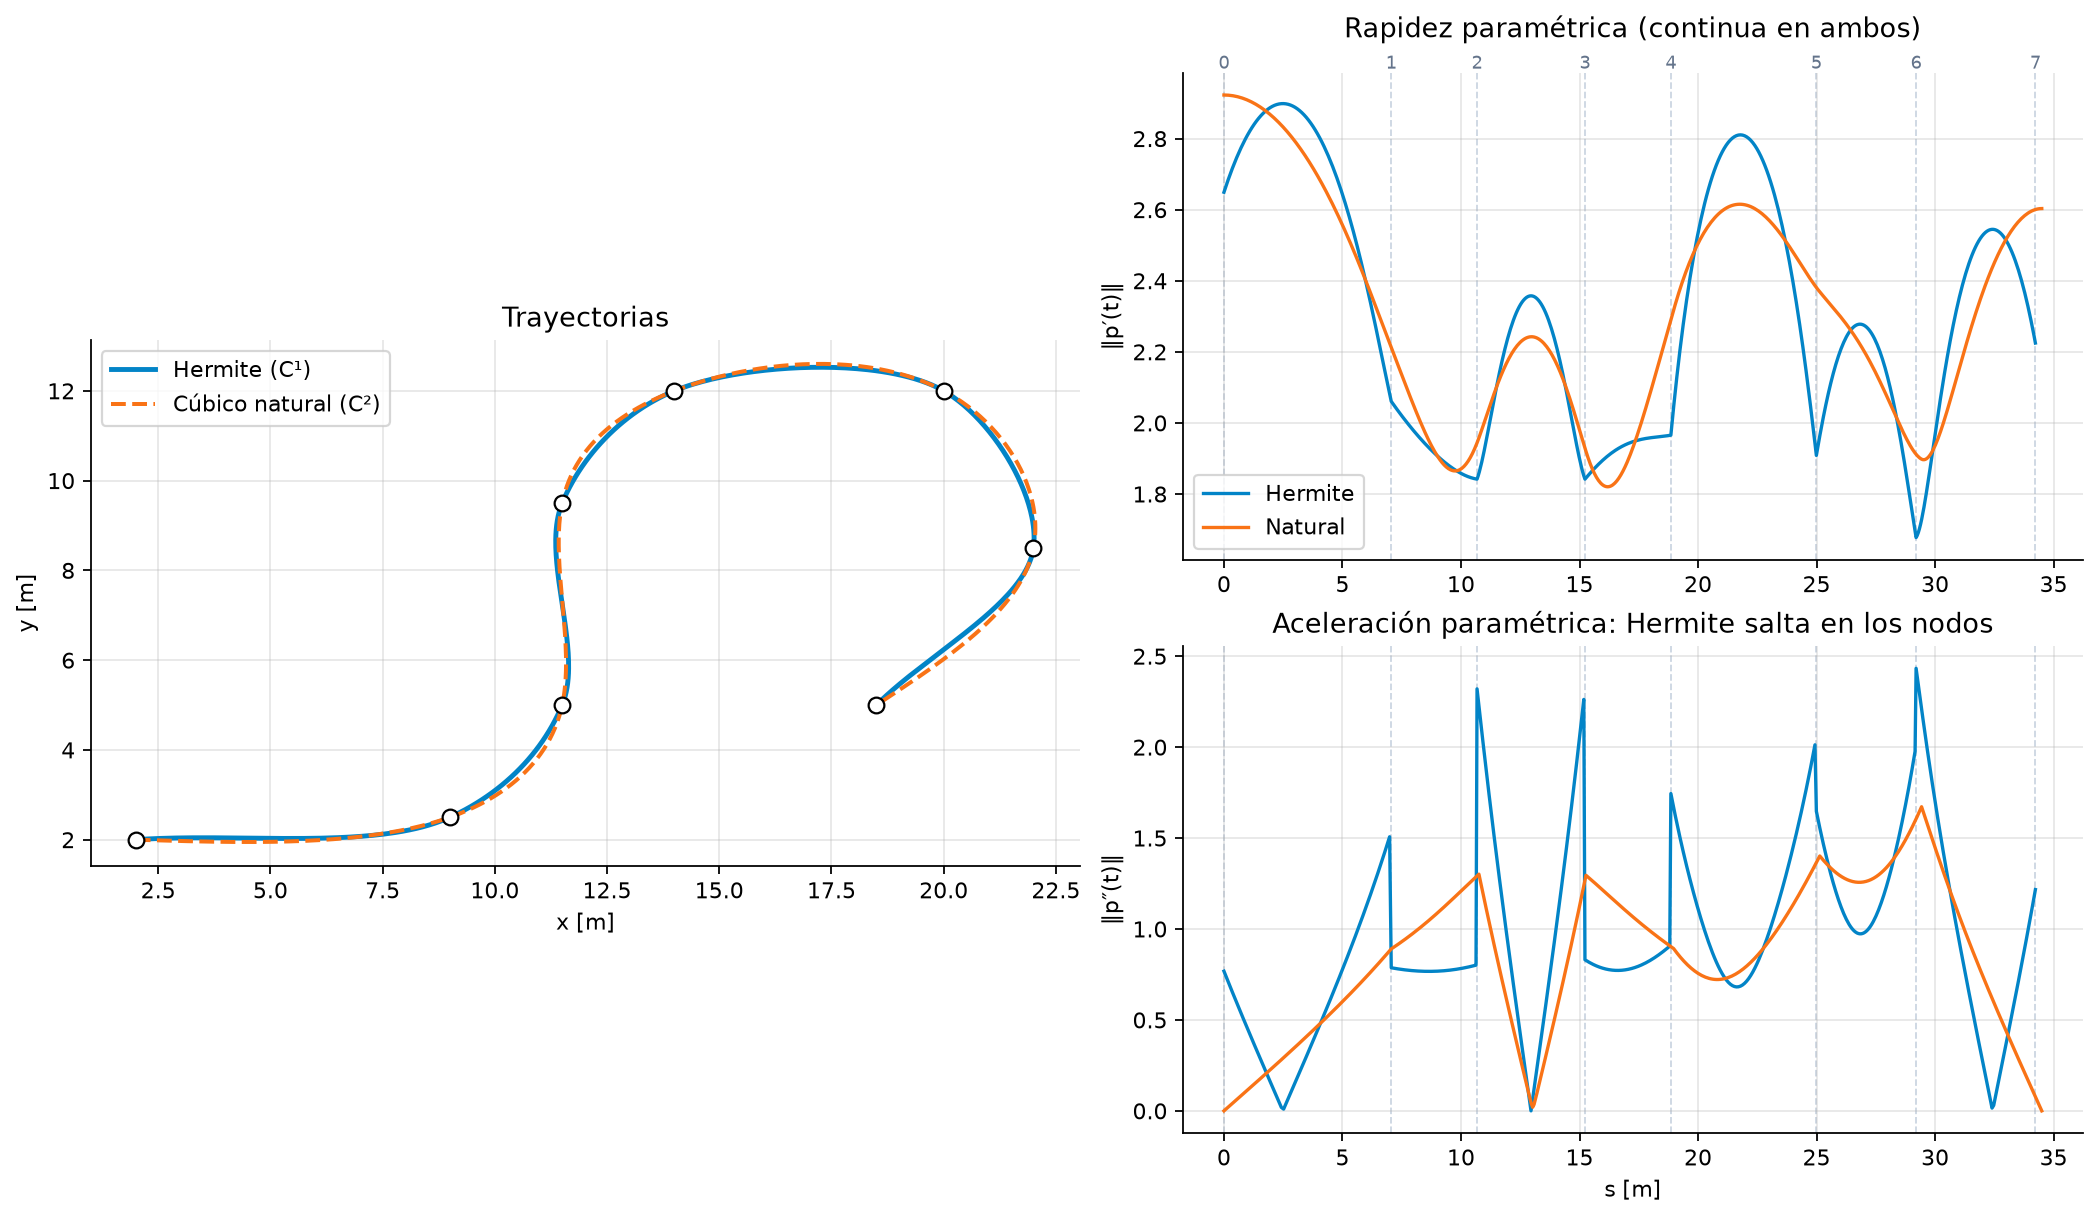 Trayectorias
Hermite (C¹)
Cúbico natural (C²)
12
10
8
6
4
2
y [m]
2.5 5.0 7.5 10.0 12.5 15.0 17.5 20.0 22.5
x [m]
Rapidez paramétrica (continua en ambos)
0 1 2 3 4 5 6 7
2.8
2.6
2.4
2.2
2.0
1.8
‖p′(t)‖
Hermite
Natural
0 5 10 15 20 25 30 35
Aceleración paramétrica: Hermite salta en los nodos
2.5
2.0
1.5
1.0
0.5
0.0
‖p″(t)‖
0 5 10 15 20 25 30 35
s [m]